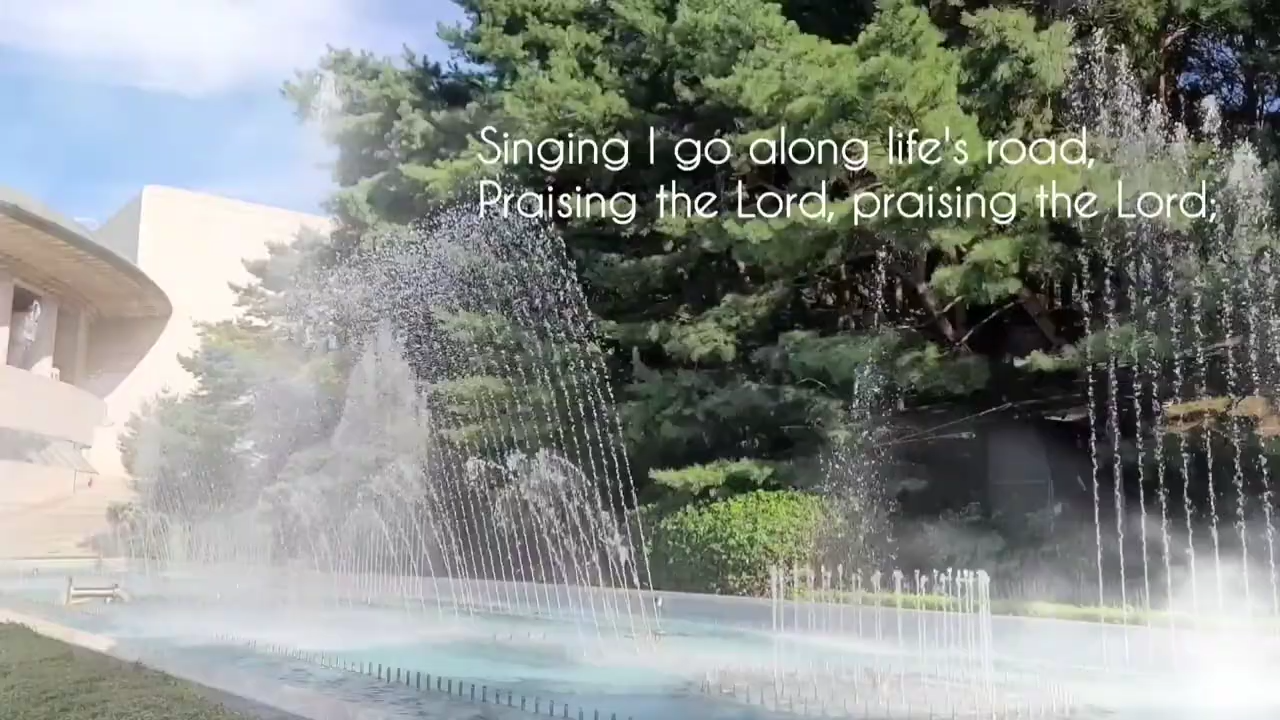 Singing I go along life's road,
Praising the Lord, praising the Lord;